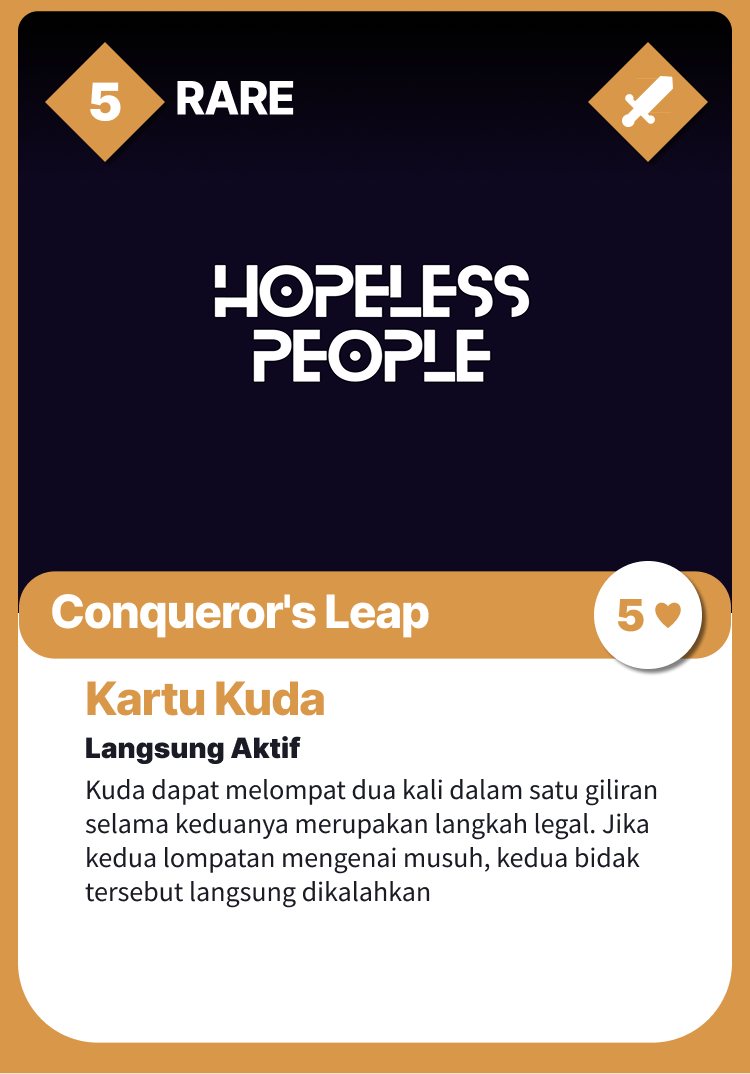 5 RARE
HOPELESS
PEOPLE
Conqueror's Leap
5
Kartu Kuda
Langsung Aktif
Kuda dapat melompat dua kali dalam satu giliran
selama keduanya merupakan langkah legal. Jika
kedua lompatan mengenai musuh, kedua bidak
tersebut langsung dikalahkan